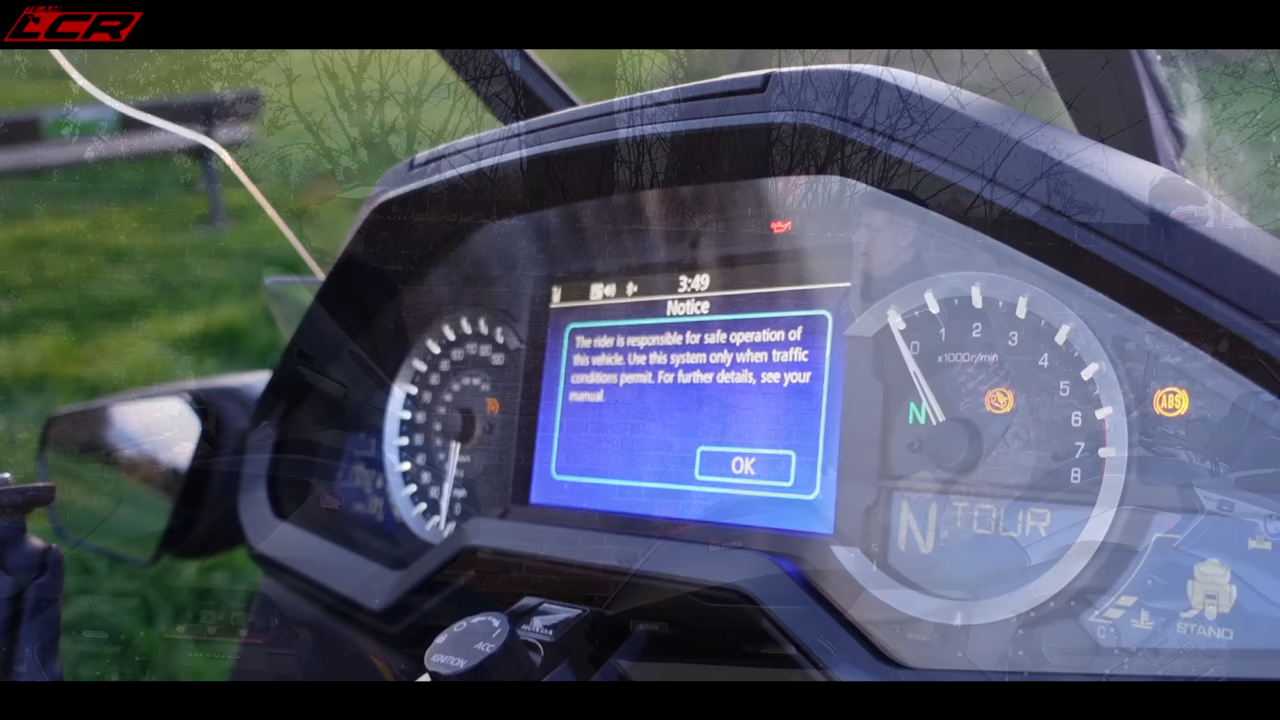 LCR
3:49
Notice
The rider is responsible for safe operation of
this vehicle. Use this system only when traffic
conditions permit. For further details, see your
manual.
OK
0 1 2 3 4 5 6 7 8
x1000r/min
N
ABS
N TOUR
STAND
C
HONDA
ACC
IGNITION